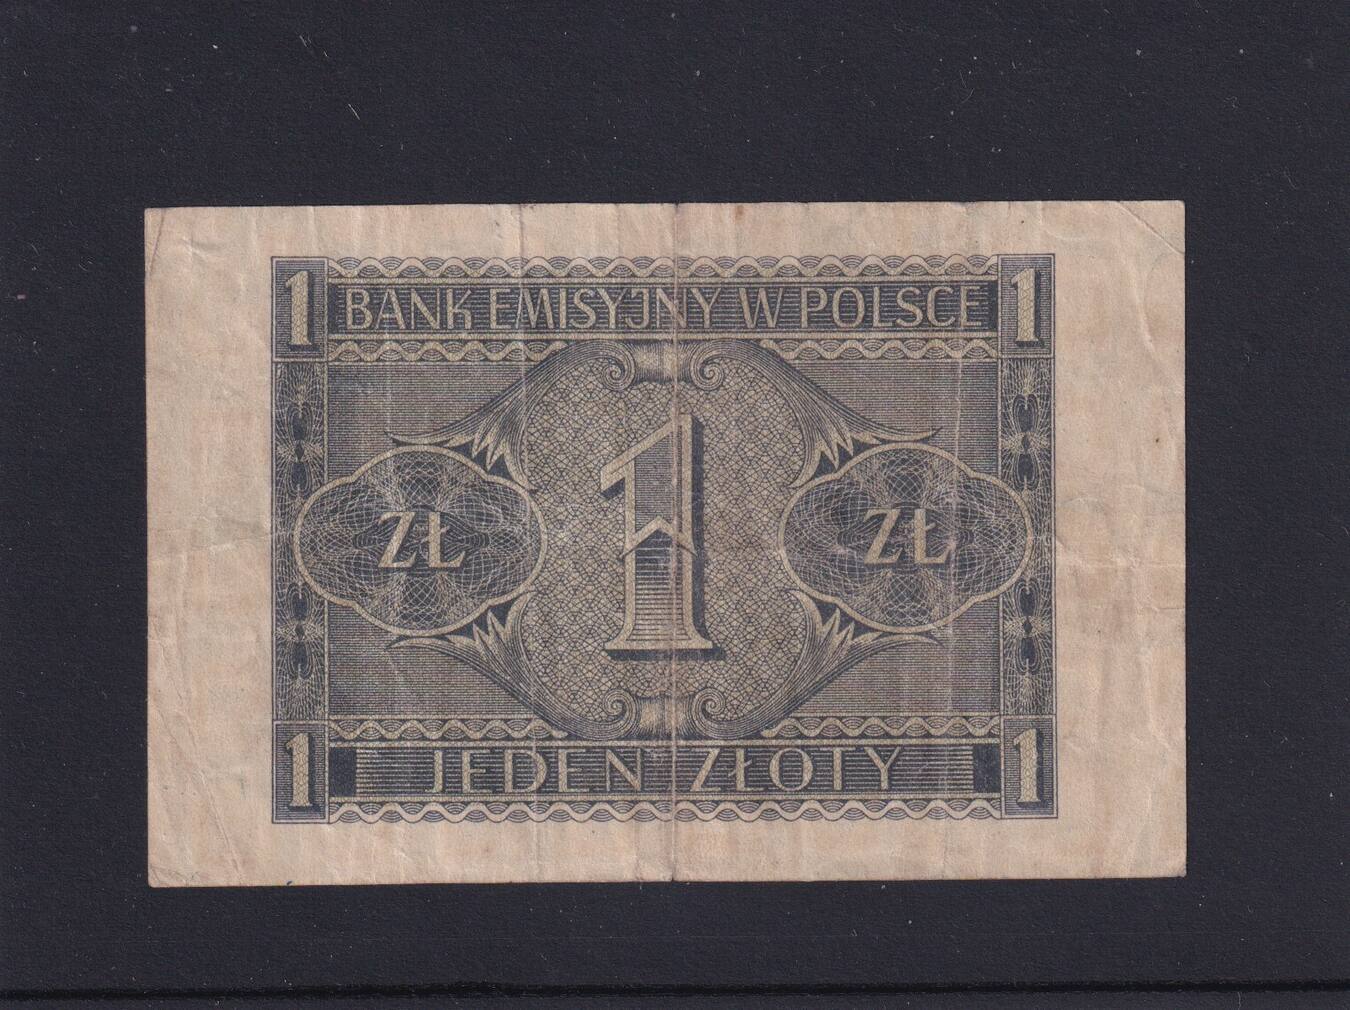 1 BANK EMISYJNY W POLSCE 1
1
ZŁ ZŁ
1 JEDEN ZŁOTY 1